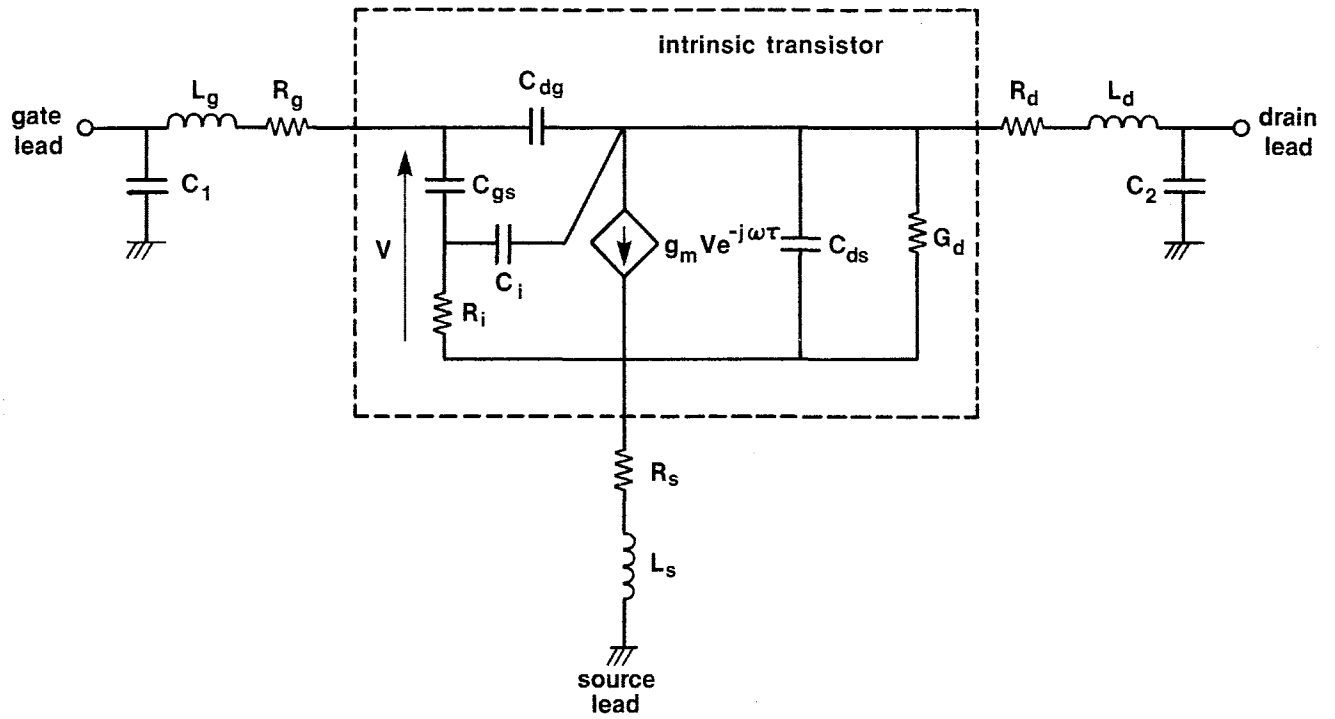 intrinsic transistor
gate
lead
L_g
R_g
C_1
C_dg
C_gs
V
C_i
R_i
g_m Ve^-jωτ
C_ds
G_d
R_d
L_d
C_2
drain
lead
R_s
L_s
source
lead